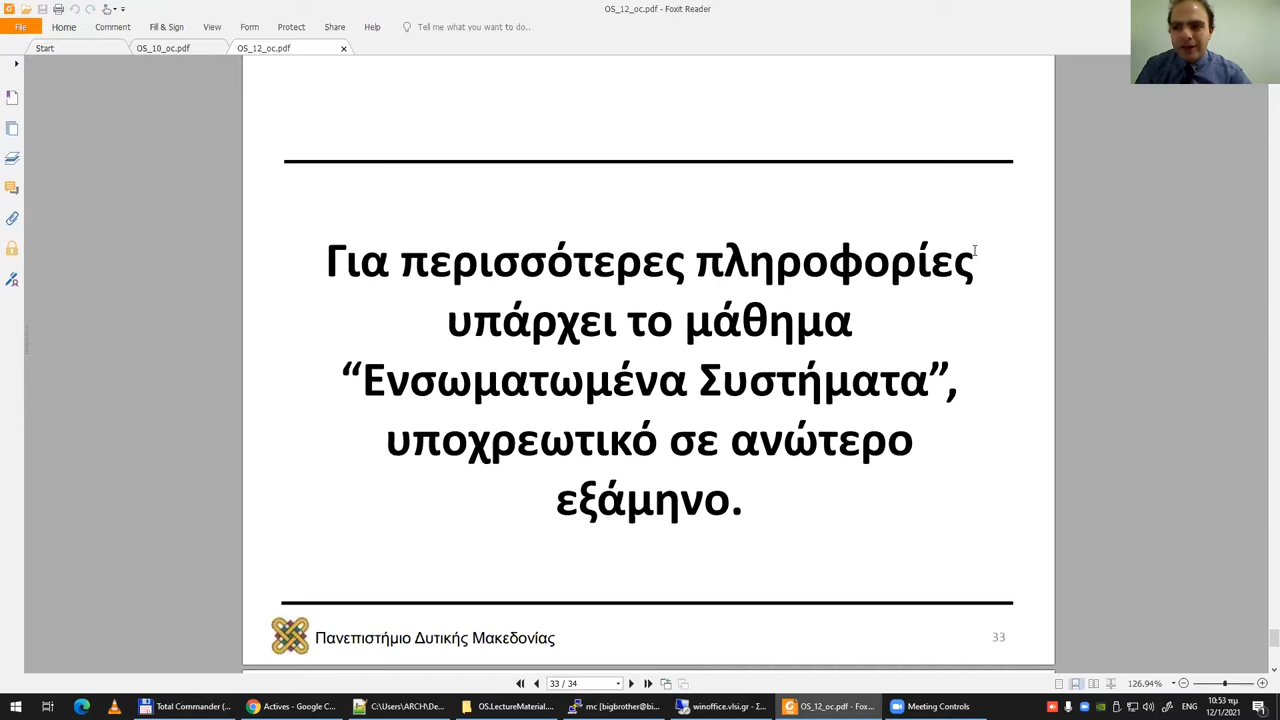 OS_12_oc.pdf - Foxit Reader
File Home Comment Fill & Sign View Form Protect Share Help Tell me what you want to do..
Start OS_10_oc.pdf OS_12_oc.pdf
Για περισσότερες πληροφορίες
υπάρχει το μάθημα
“Ενσωματωμένα Συστήματα”,
υποχρεωτικό σε ανώτερο
εξάμηνο.
Πανεπιστήμιο Δυτικής Μακεδονίας 33
33 / 34 126.94%
Total Commander (... Actives - Google C... C:\Users\ARCH\De... OS.LectureMaterial.... mc [bigbrother@bi... winoffice.vlsi.gr - Σ... OS_12_oc.pdf - Fox... Meeting Controls 10:53 πμ
12/1/2021